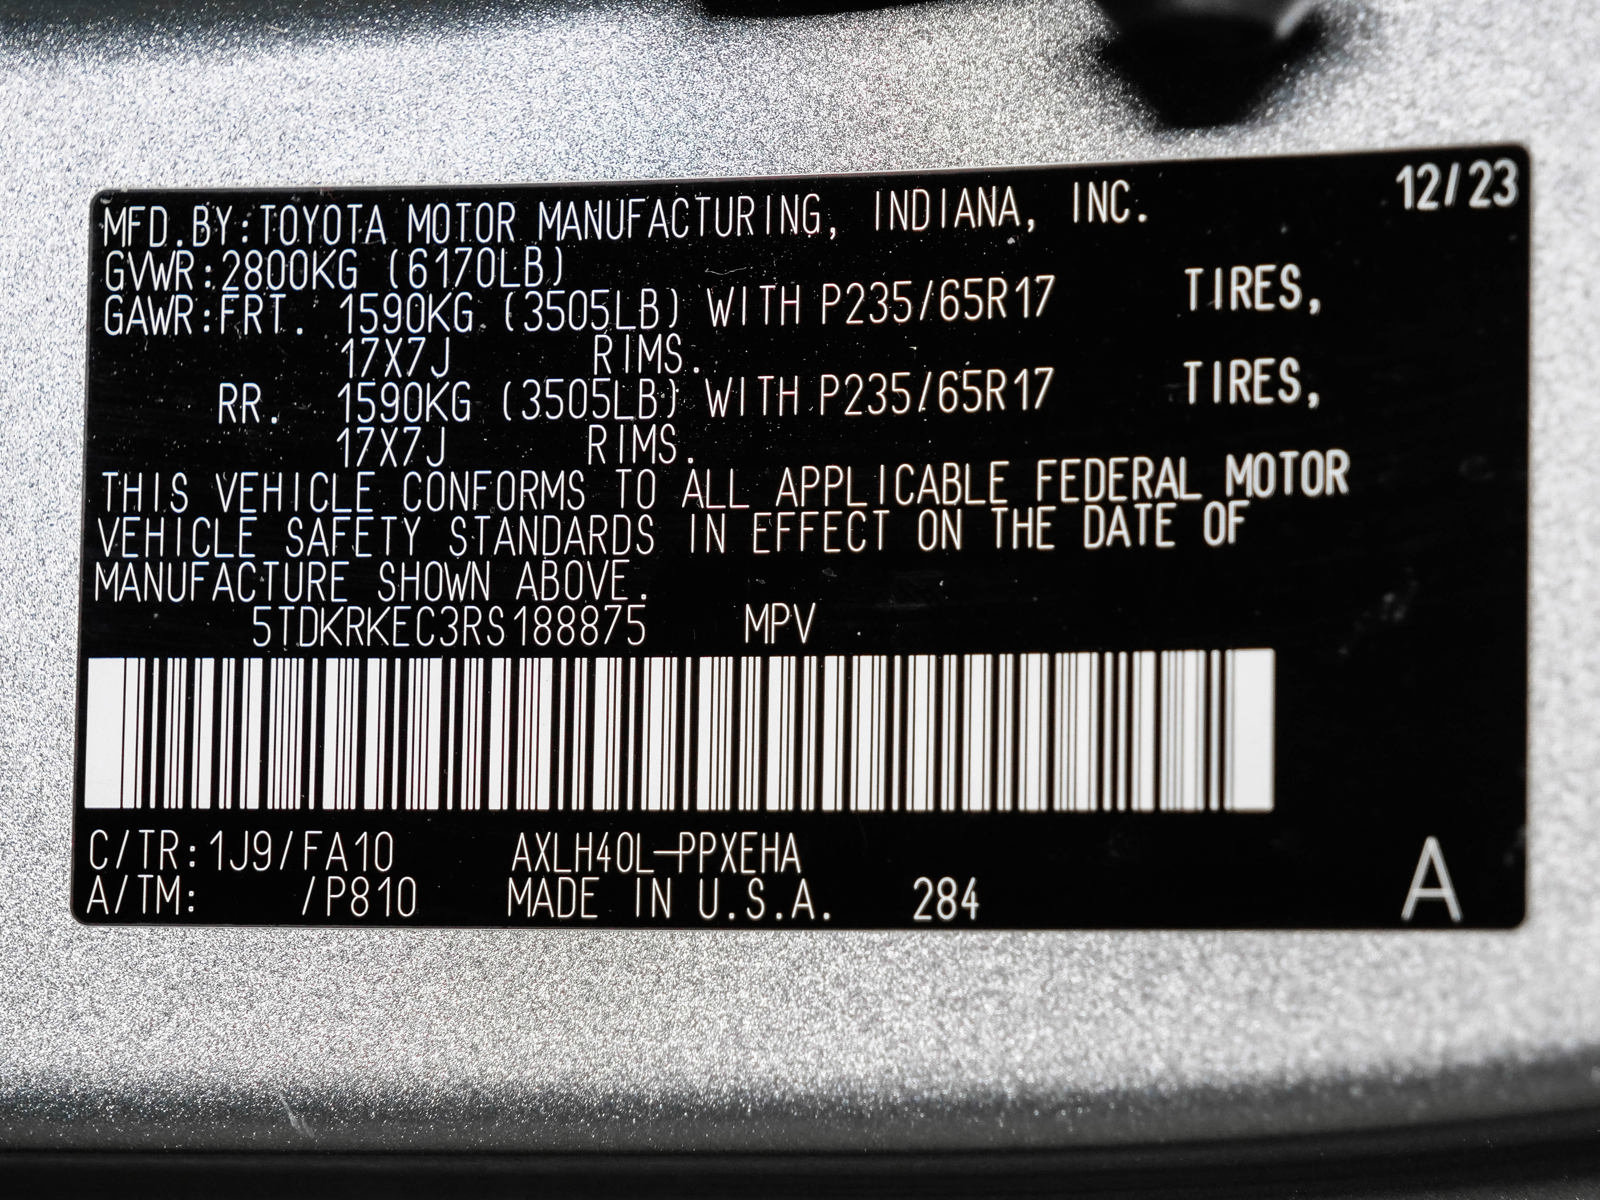 MFD.BY:TOYOTA MOTOR MANUFACTURING, INDIANA, INC. 12/23
GVWR:2800KG (6170LB)
GAWR:FRT. 1590KG (3505LB) WITH P235/65R17 TIRES,
17X7J RIMS.
RR. 1590KG (3505LB) WITH P235/65R17 TIRES,
17X7J RIMS.
THIS VEHICLE CONFORMS TO ALL APPLICABLE FEDERAL MOTOR
VEHICLE SAFETY STANDARDS IN EFFECT ON THE DATE OF
MANUFACTURE SHOWN ABOVE.
5TDKRKEC3RS188875 MPV
C/TR:1J9/FA10 AXLH40L-PPXEHA
A/TM: /P810 MADE IN U.S.A. 284 A